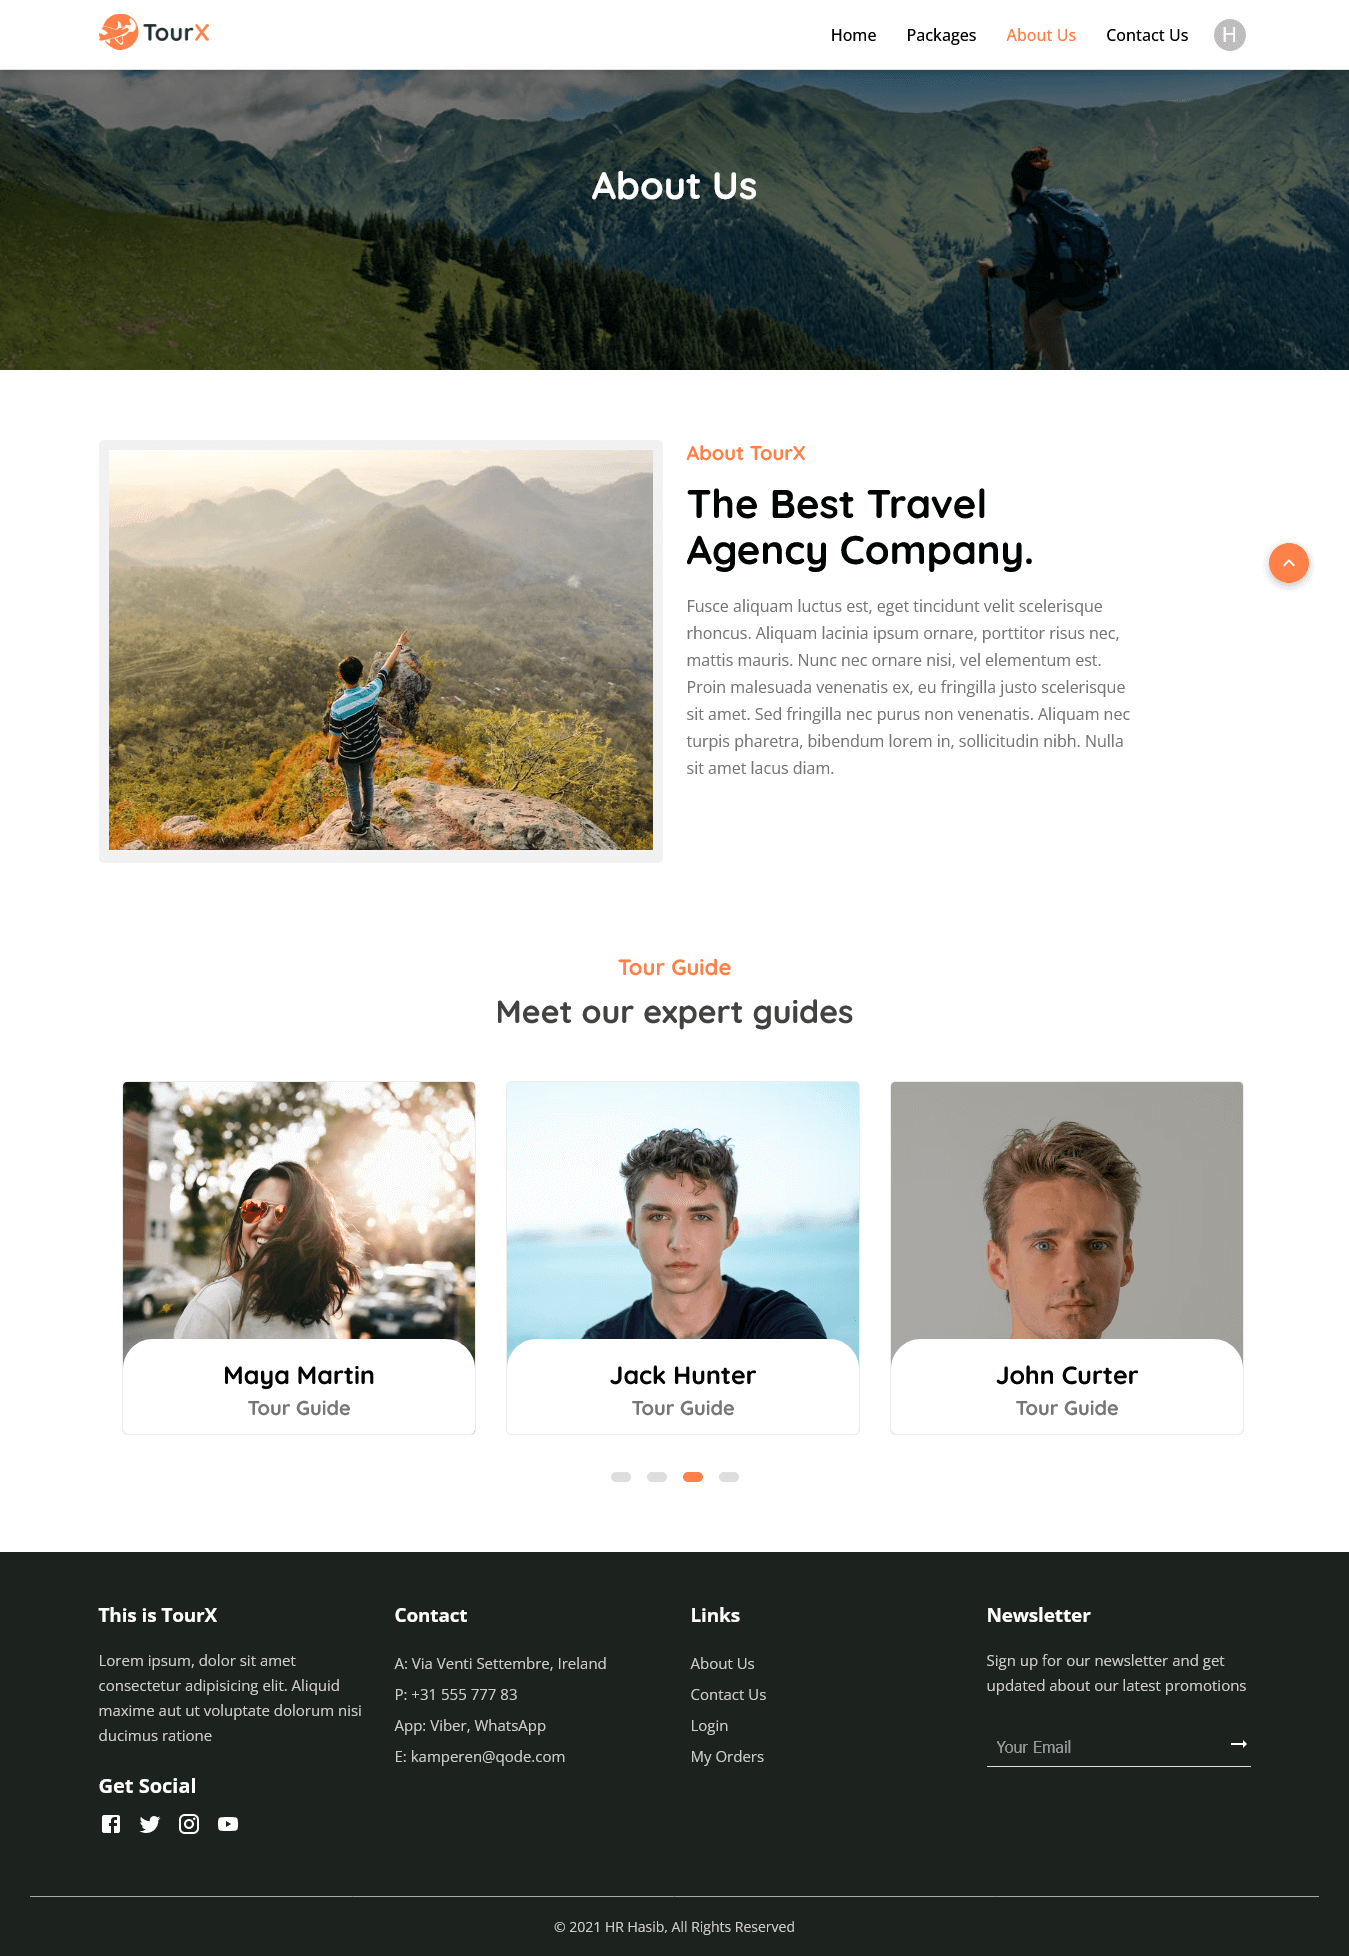 TourX
Home
Packages
About Us
Contact Us
H
About Us
About TourX
The Best Travel
Agency Company.
Fusce aliquam luctus est, eget tincidunt velit scelerisque
rhoncus. Aliquam lacinia ipsum ornare, porttitor risus nec,
mattis mauris. Nunc nec ornare nisi, vel elementum est.
Proin malesuada venenatis ex, eu fringilla justo scelerisque
sit amet. Sed fringilla nec purus non venenatis. Aliquam nec
turpis pharetra, bibendum lorem in, sollicitudin nibh. Nulla
sit amet lacus diam.
Tour Guide
Meet our expert guides
Maya Martin
Tour Guide
Jack Hunter
Tour Guide
John Curter
Tour Guide
This is TourX
Lorem ipsum, dolor sit amet
consectetur adipisicing elit. Aliquid
maxime aut ut voluptate dolorum nisi
ducimus ratione
Get Social
Contact
A: Via Venti Settembre, Ireland
P: +31 555 777 83
App: Viber, WhatsApp
E: kamperen@qode.com
Links
About Us
Contact Us
Login
My Orders
Newsletter
Sign up for our newsletter and get
updated about our latest promotions
Your Email
© 2021 HR Hasib, All Rights Reserved